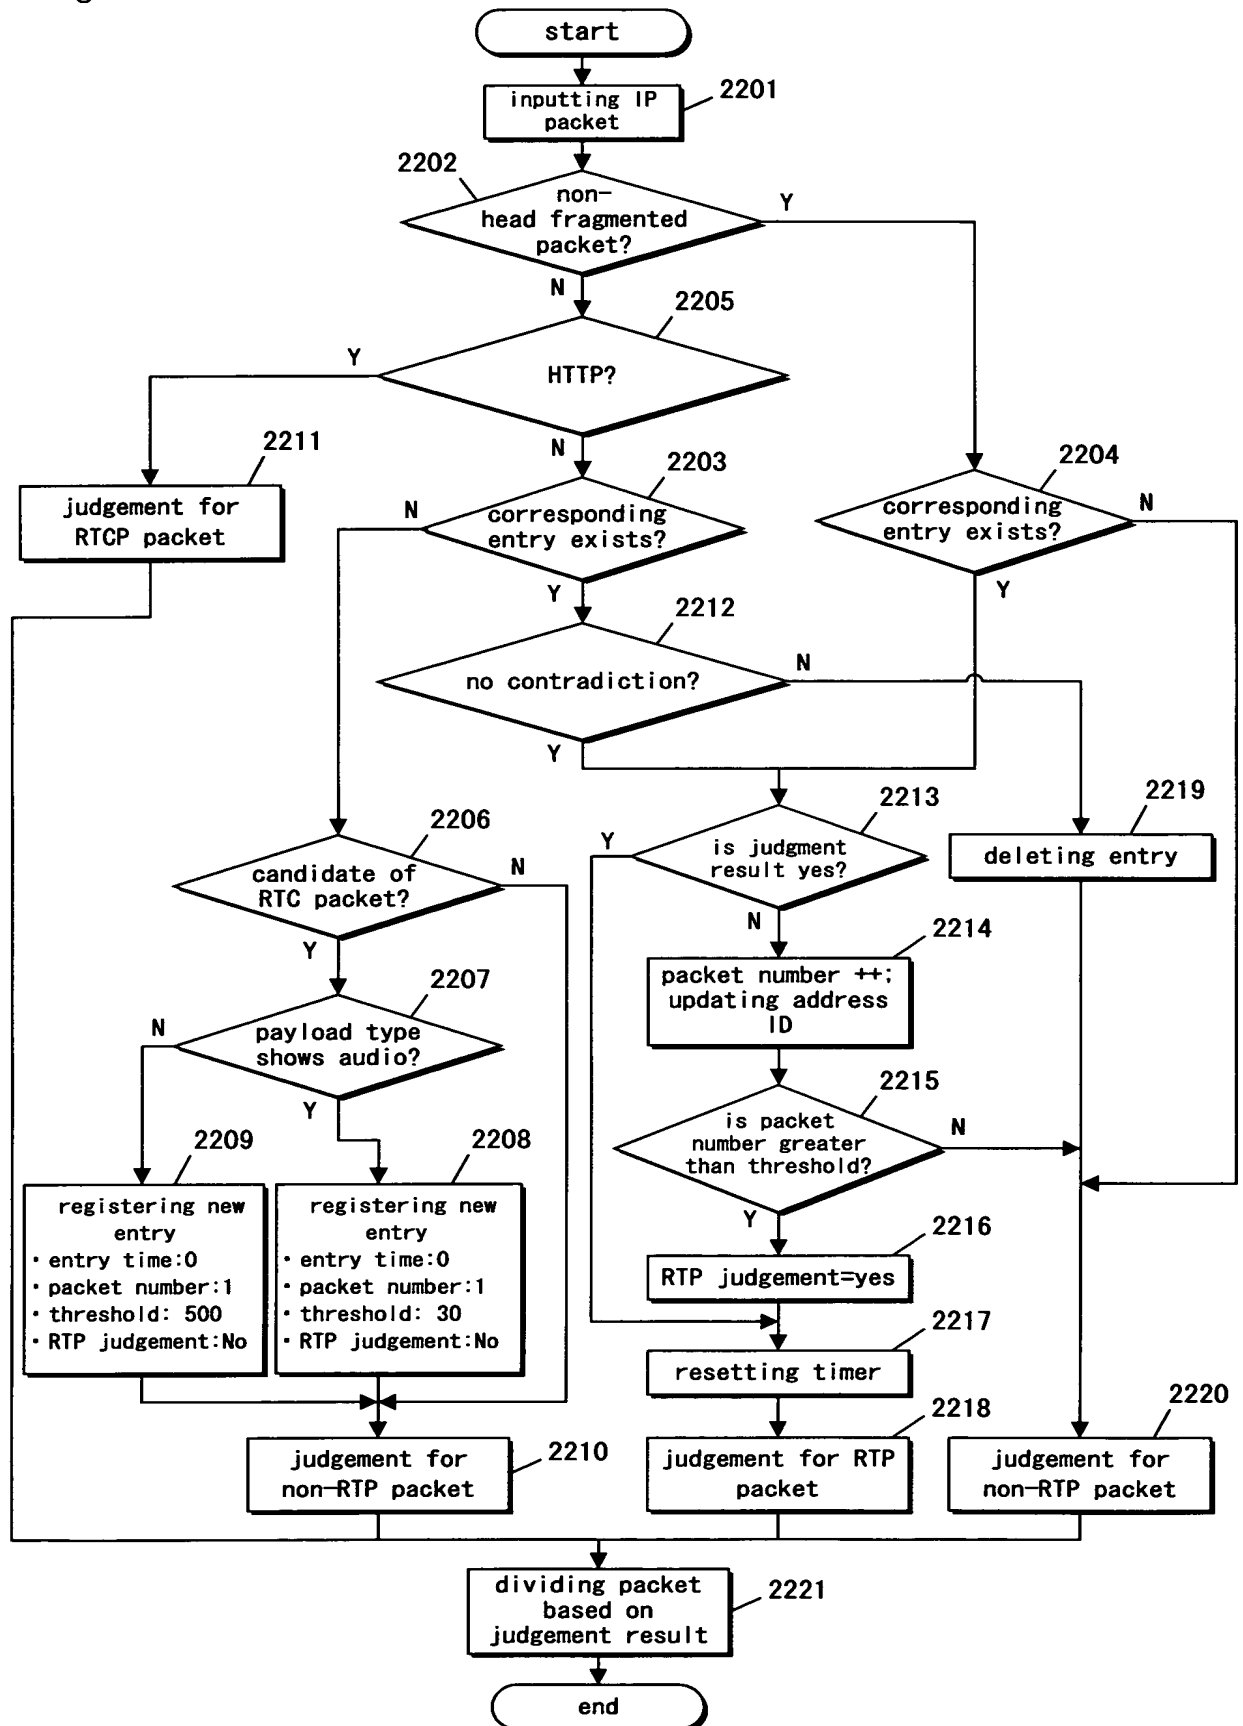 start
2201
inputting IP
packet
2202
non-
head fragmented
packet?
Y
N
2205
Y
HTTP?
N
2211
judgement for
RTCP packet
2203
N
corresponding
entry exists?
Y
2204
corresponding
entry exists?
N
Y
2212
no contradiction?
N
Y
2213
Y
is judgment
result yes?
N
2219
deleting entry
2206
candidate of
RTC packet?
N
Y
2214
packet number ++;
updating address
ID
2207
N
payload type
shows audio?
Y
2215
is packet
number greater
than threshold?
N
Y
2209
registering new
entry
・entry time:0
・packet number:1
・threshold: 500
・RTP judgement:No
2208
registering new
entry
・entry time:0
・packet number:1
・threshold: 30
・RTP judgement:No
2216
RTP judgement=yes
2217
resetting timer
2210
judgement for
non-RTP packet
2218
judgement for RTP
packet
2220
judgement for
non-RTP packet
dividing packet
based on
judgement result
2221
end